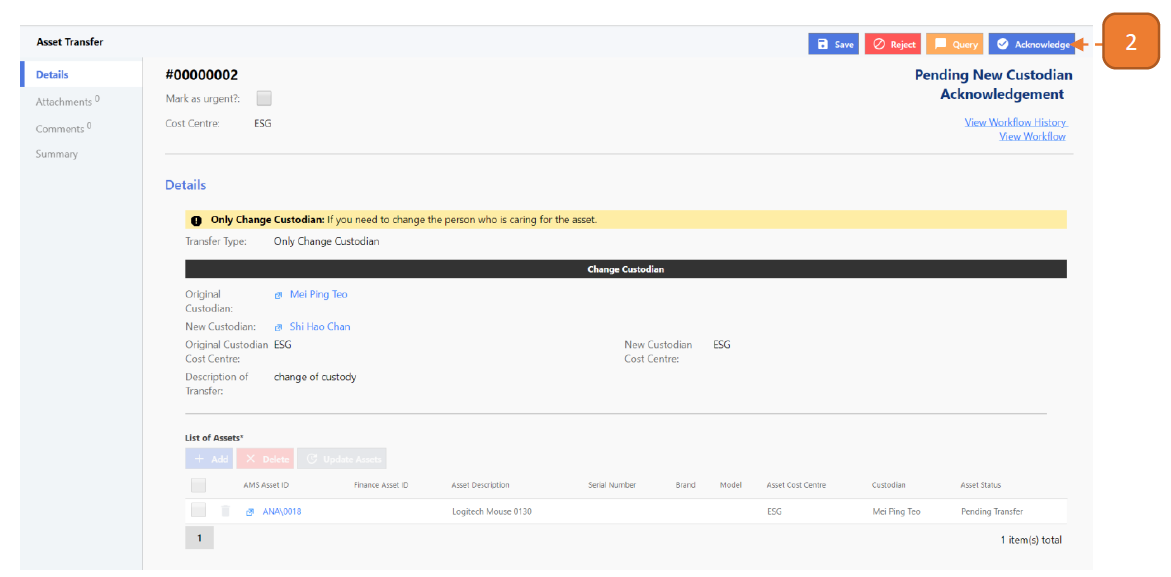 Asset Transfer
Save
Reject
Query
Acknowledge
2
Details
Attachments 0
Comments 0
Summary
#00000002
Mark as urgent?:
Cost Centre: ESG
Pending New Custodian
Acknowledgement
View Workflow History
View Workflow
Details
Only Change Custodian: If you need to change the person who is caring for the asset.
Transfer Type: Only Change Custodian
Change Custodian
Original
Custodian:
Mei Ping Teo
New Custodian: Shi Hao Chan
Original Custodian
Cost Centre:
ESG
New Custodian
Cost Centre:
ESG
Description of
Transfer:
change of custody
List of Assets*
+ Add
Delete
Update Assets
AMS Asset ID Finance Asset ID Asset Description Serial Number Brand Model Asset Cost Centre Custodian Asset Status
ANA\0018 Logitech Mouse 0130 ESG Mei Ping Teo Pending Transfer
1
1 item(s) total